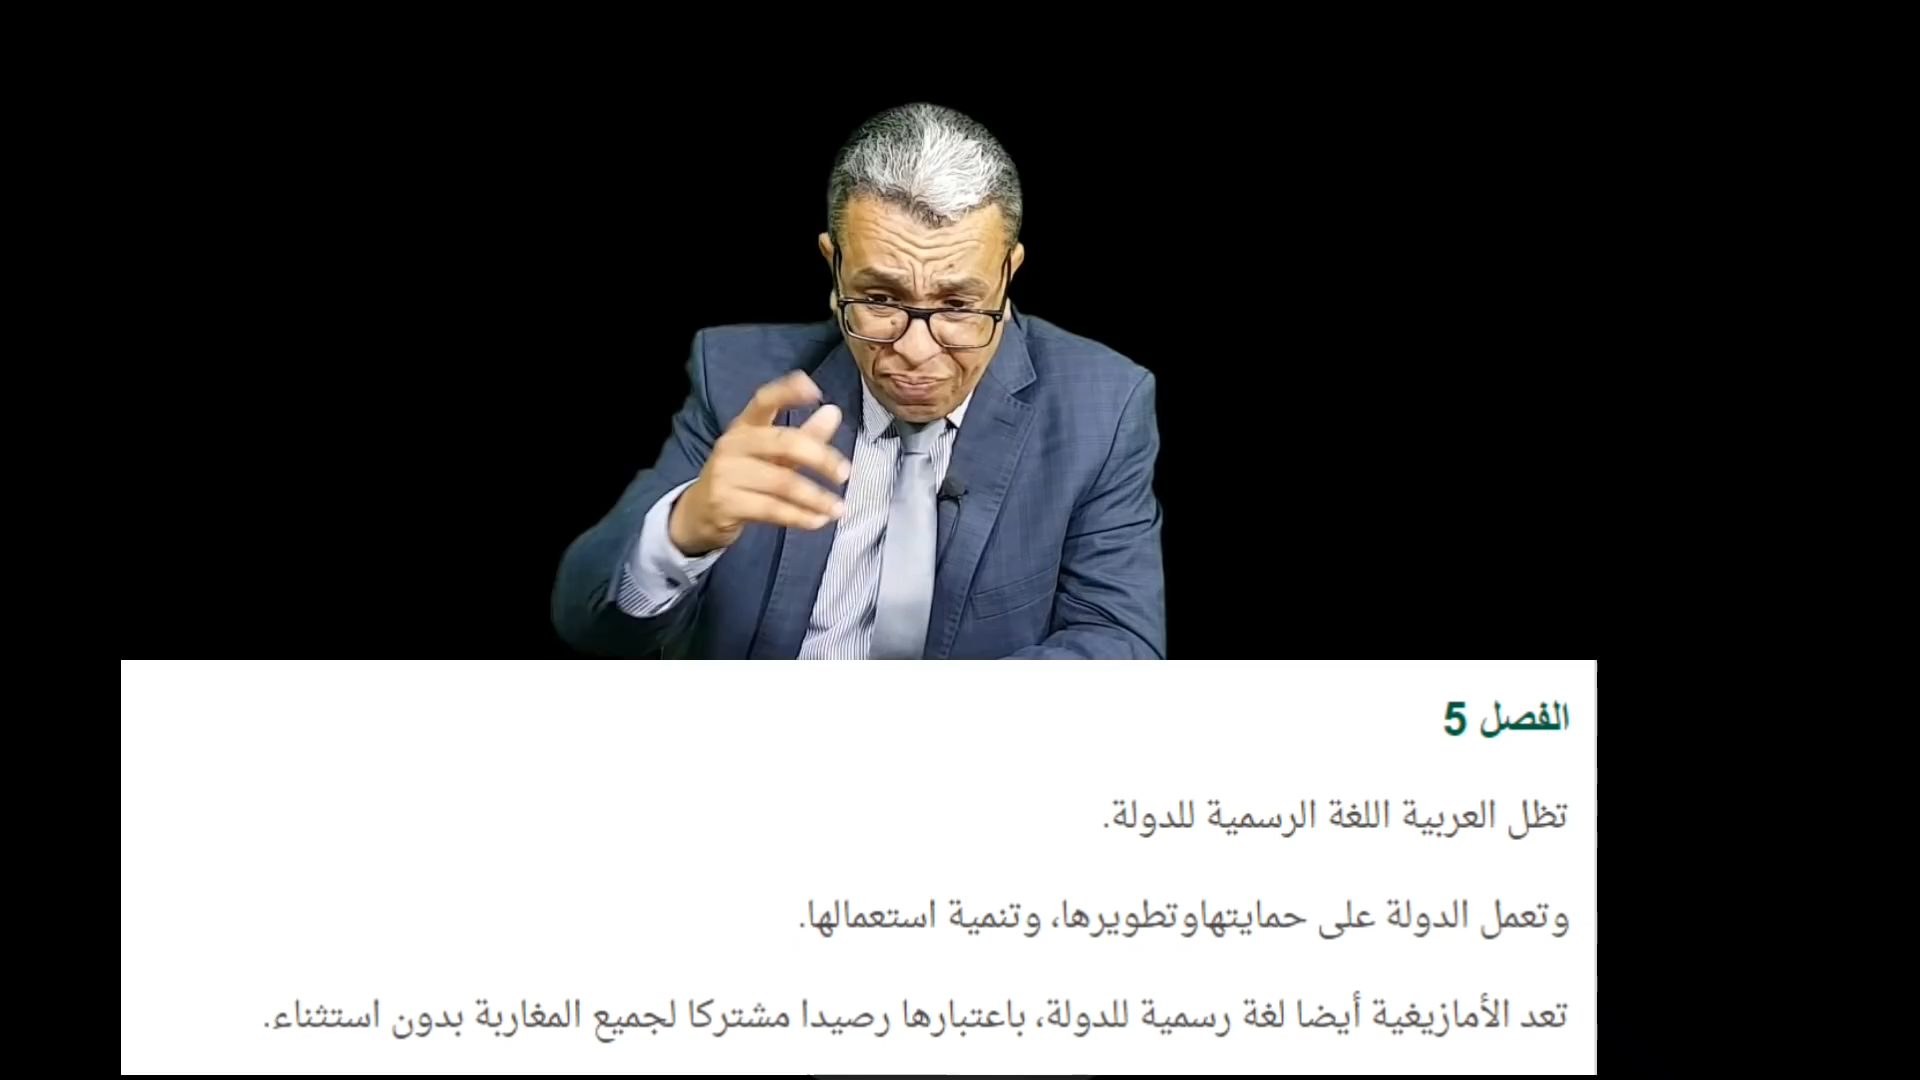 الفصل 5
تظل العربية اللغة الرسمية للدولة.
وتعمل الدولة على حمايتهاوتطويرها، وتنمية استعمالها.
تعد الأمازيغية أيضا لغة رسمية للدولة، باعتبارها رصيدا مشتركا لجميع المغاربة بدون استثناء.